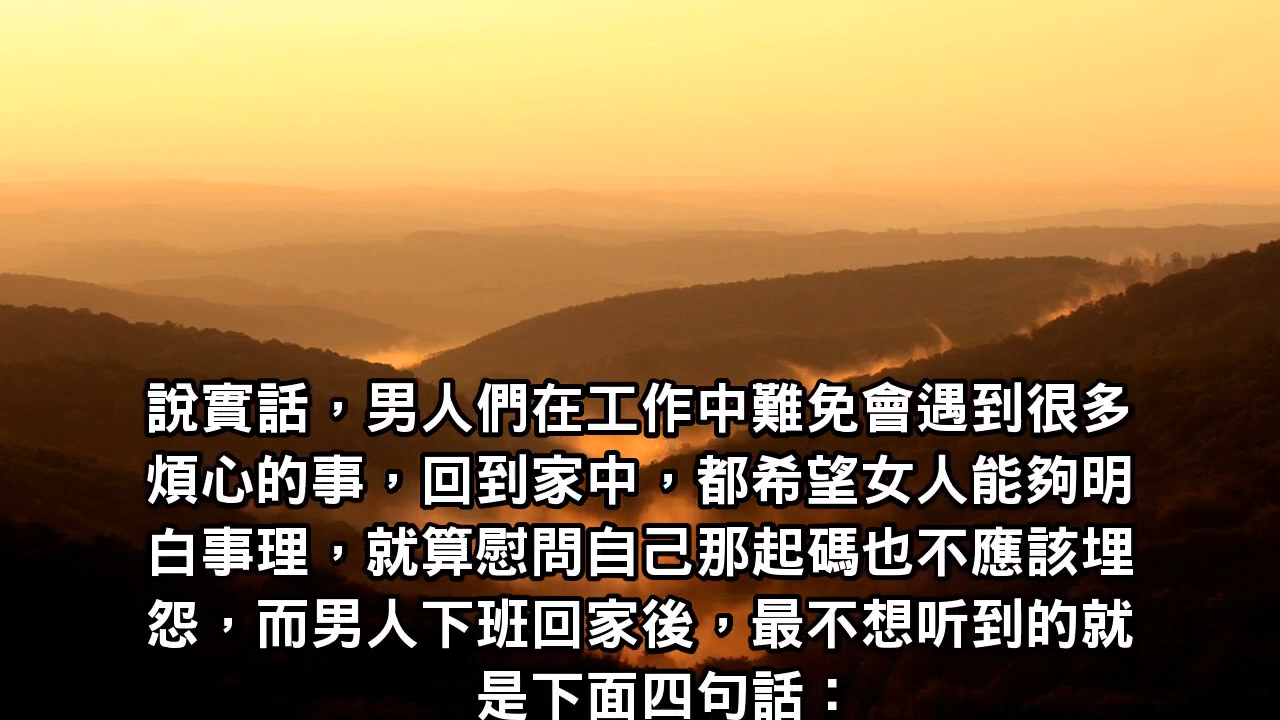 說實話，男人們在工作中難免會遇到很多
煩心的事，回到家中，都希望女人能夠明
白事理，就算慰問自己那起碼也不應該埋
怨，而男人下班回家後，最不想听到的就
是下面四句話：